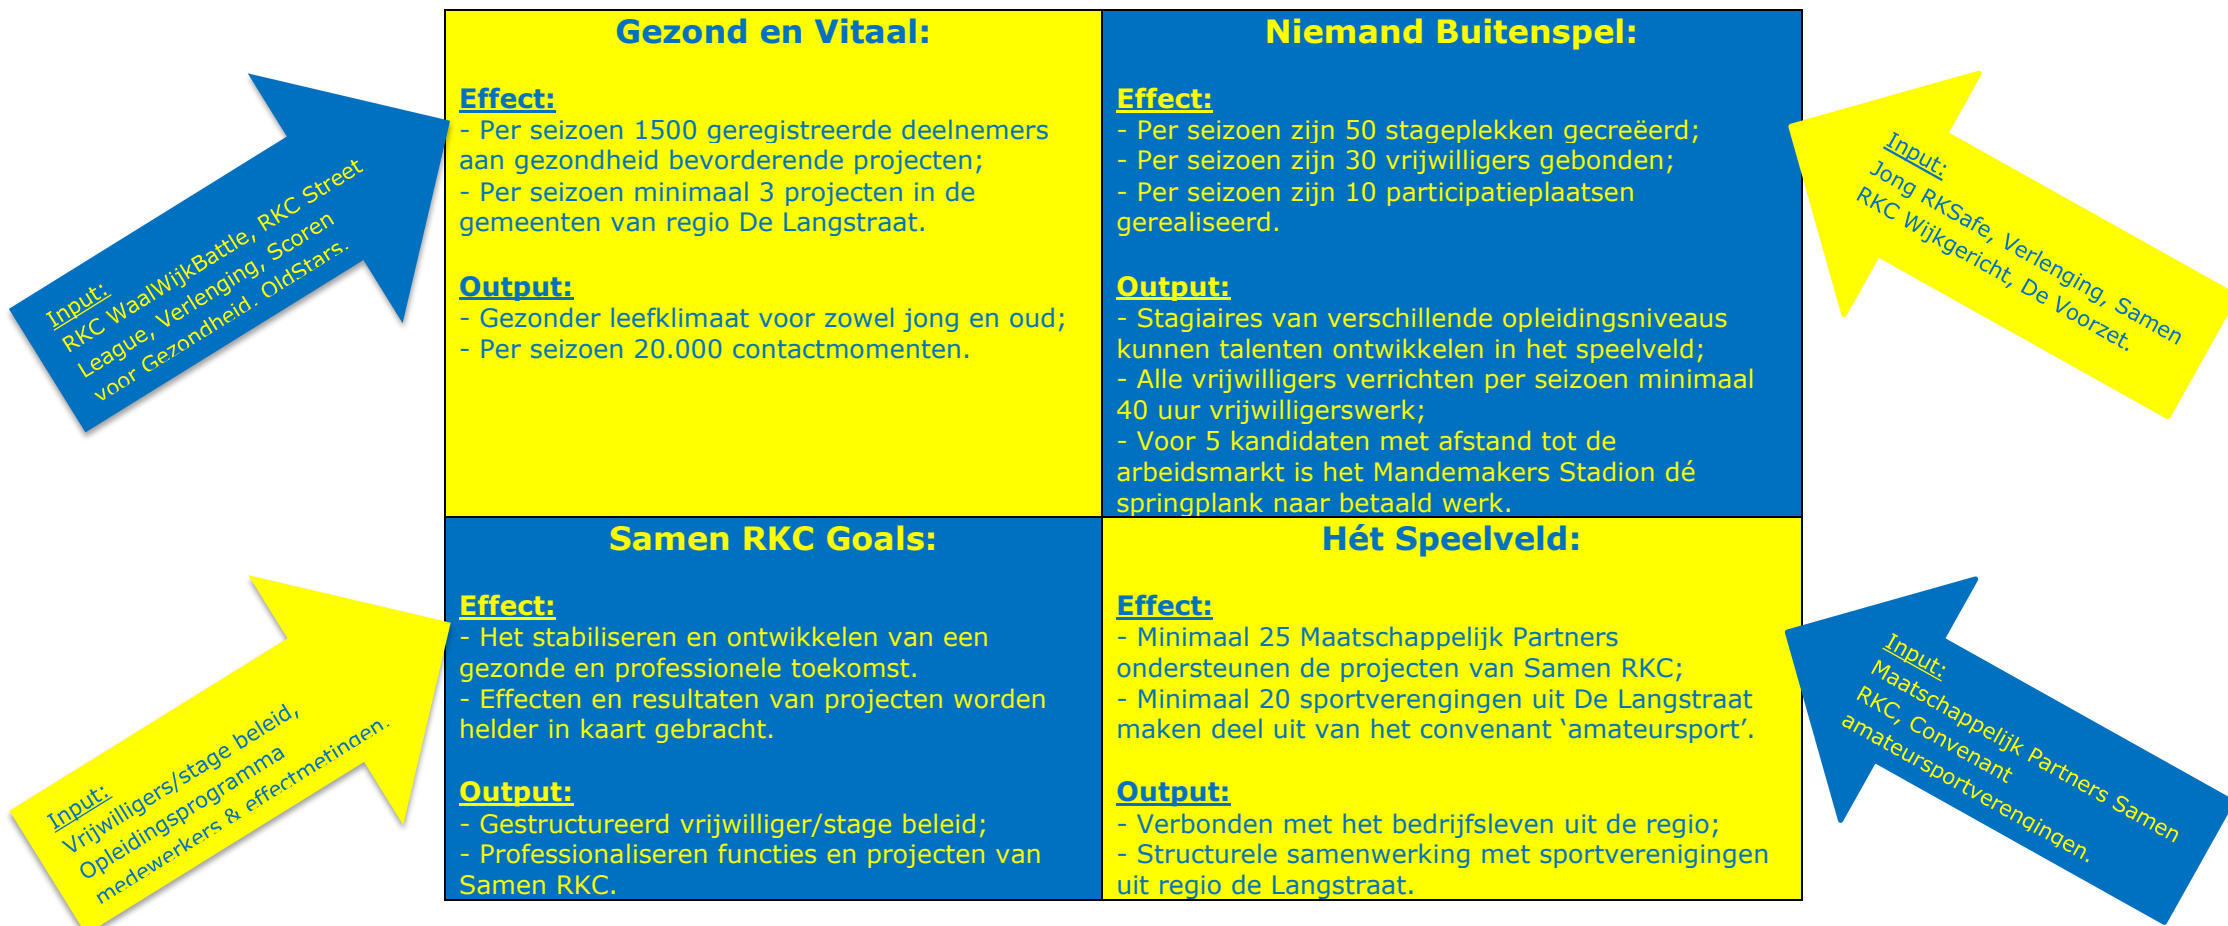 Gezond en Vitaal:
Effect:
- Per seizoen 1500 geregistreerde deelnemers
aan gezondheid bevorderende projecten;
- Per seizoen minimaal 3 projecten in de
gemeenten van regio De Langstraat.
Output:
- Gezonder leefklimaat voor zowel jong en oud;
- Per seizoen 20.000 contactmomenten.
Niemand Buitenspel:
Effect:
- Per seizoen zijn 50 stageplekken gecreëerd;
- Per seizoen zijn 30 vrijwilligers gebonden;
- Per seizoen zijn 10 participatieplaatsen
gerealiseerd.
Output:
- Stagiaires van verschillende opleidingsniveaus
kunnen talenten ontwikkelen in het speelveld;
- Alle vrijwilligers verrichten per seizoen minimaal
40 uur vrijwilligerswerk;
- Voor 5 kandidaten met afstand tot de
arbeidsmarkt is het Mandemakers Stadion dé
springplank naar betaald werk.
Input:
RKC WaalWijkBattle, RKC Street
League, Verlenging, Scoren
voor Gezondheid, OldStars.
Input:
Jong RKSafe, Verlenging, Samen
RKC Wijkgericht, De Voorzet.
Samen RKC Goals:
Effect:
- Het stabiliseren en ontwikkelen van een
gezonde en professionele toekomst.
- Effecten en resultaten van projecten worden
helder in kaart gebracht.
Output:
- Gestructureerd vrijwilliger/stage beleid;
- Professionaliseren functies en projecten van
Samen RKC.
Hét Speelveld:
Effect:
- Minimaal 25 Maatschappelijk Partners
ondersteunen de projecten van Samen RKC;
- Minimaal 20 sportverengingen uit De Langstraat
maken deel uit van het convenant ‘amateursport’.
Output:
- Verbonden met het bedrijfsleven uit de regio;
- Structurele samenwerking met sportverenigingen
uit regio de Langstraat.
Input:
Vrijwilligers/stage beleid,
Opleidingsprogramma
medewerkers & effectmetingen.
Input:
Maatschappelijk Partners Samen
RKC, Convenant
amateursportverengingen.